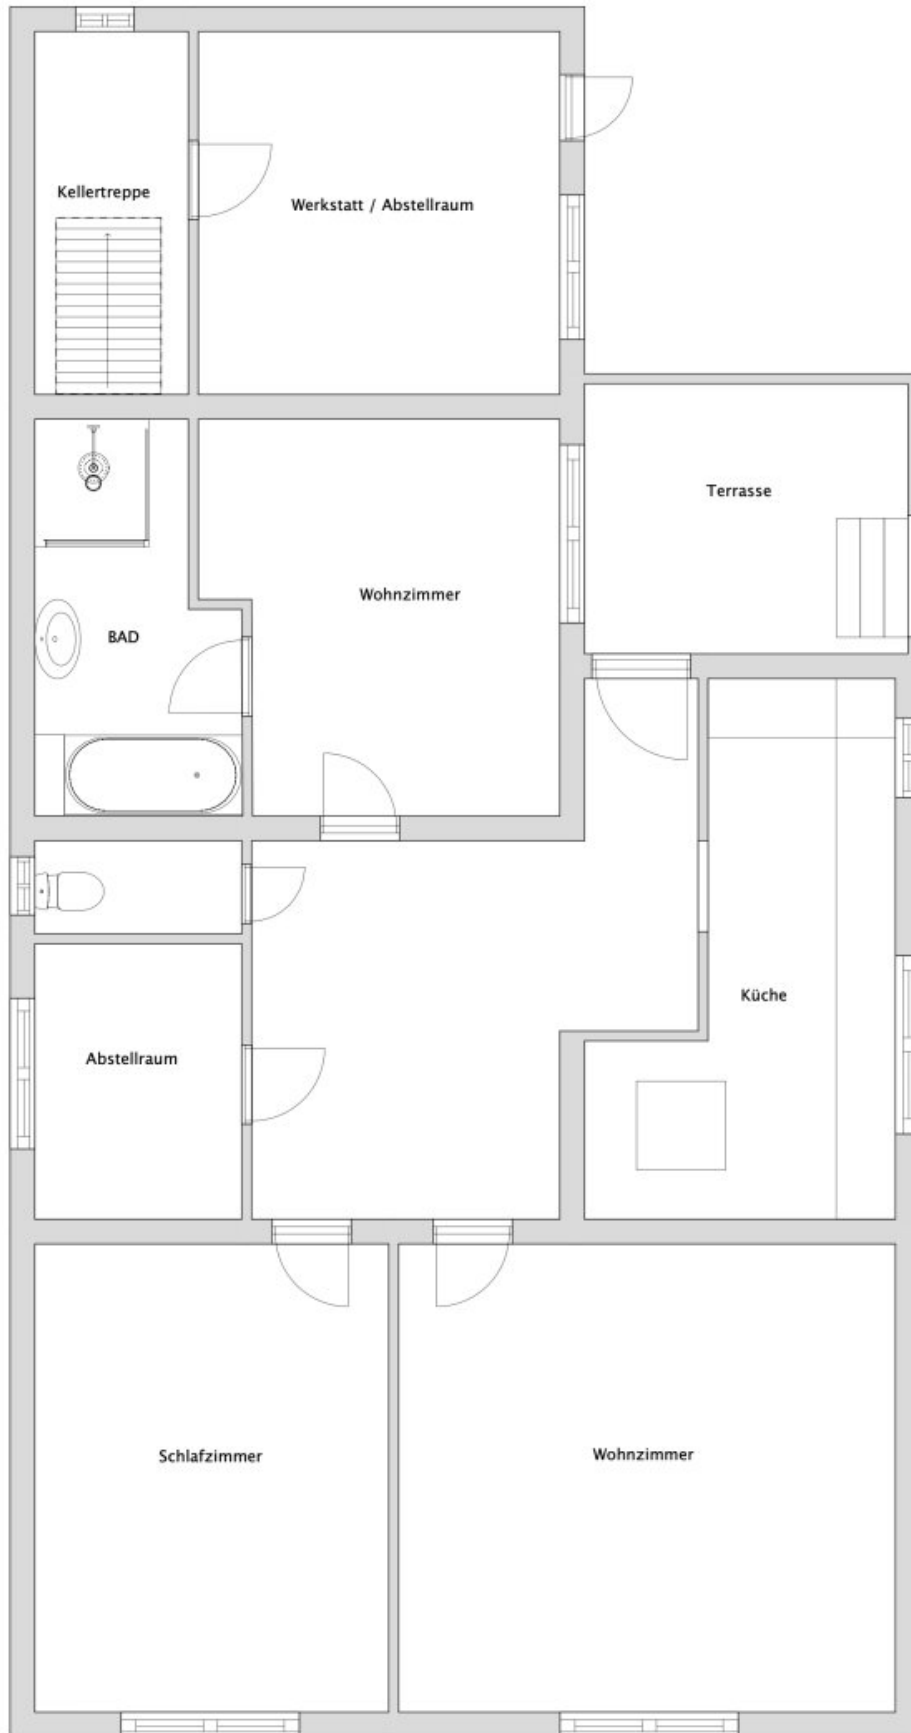 Kellertreppe
Werkstatt / Abstellraum
Terrasse
Wohnzimmer
BAD
Küche
Abstellraum
Schlafzimmer
Wohnzimmer